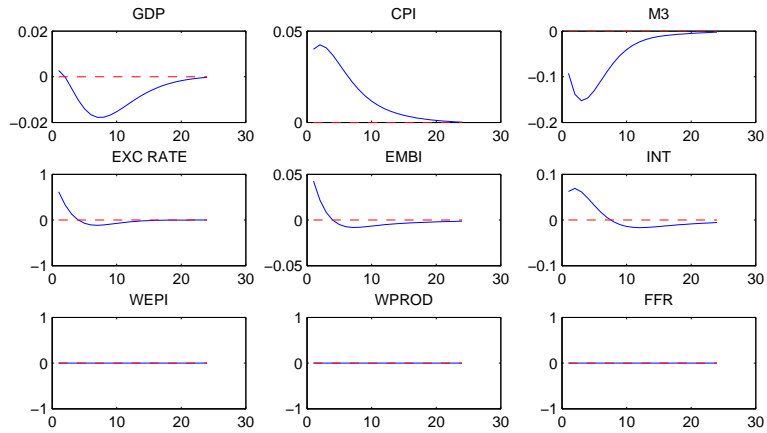 GDP CPI M3
0.02 0.05 0
0 −0.1
−0.02 0 −0.2
0 10 20 30 0 10 20 30 0 10 20 30
EXC RATE EMBI INT
1 0.05 0.1
0 0 0
−1 −0.05 −0.1
0 10 20 30 0 10 20 30 0 10 20 30
WEPI WPROD FFR
1 1 1
0 0 0
−1 −1 −1
0 10 20 30 0 10 20 30 0 10 20 30